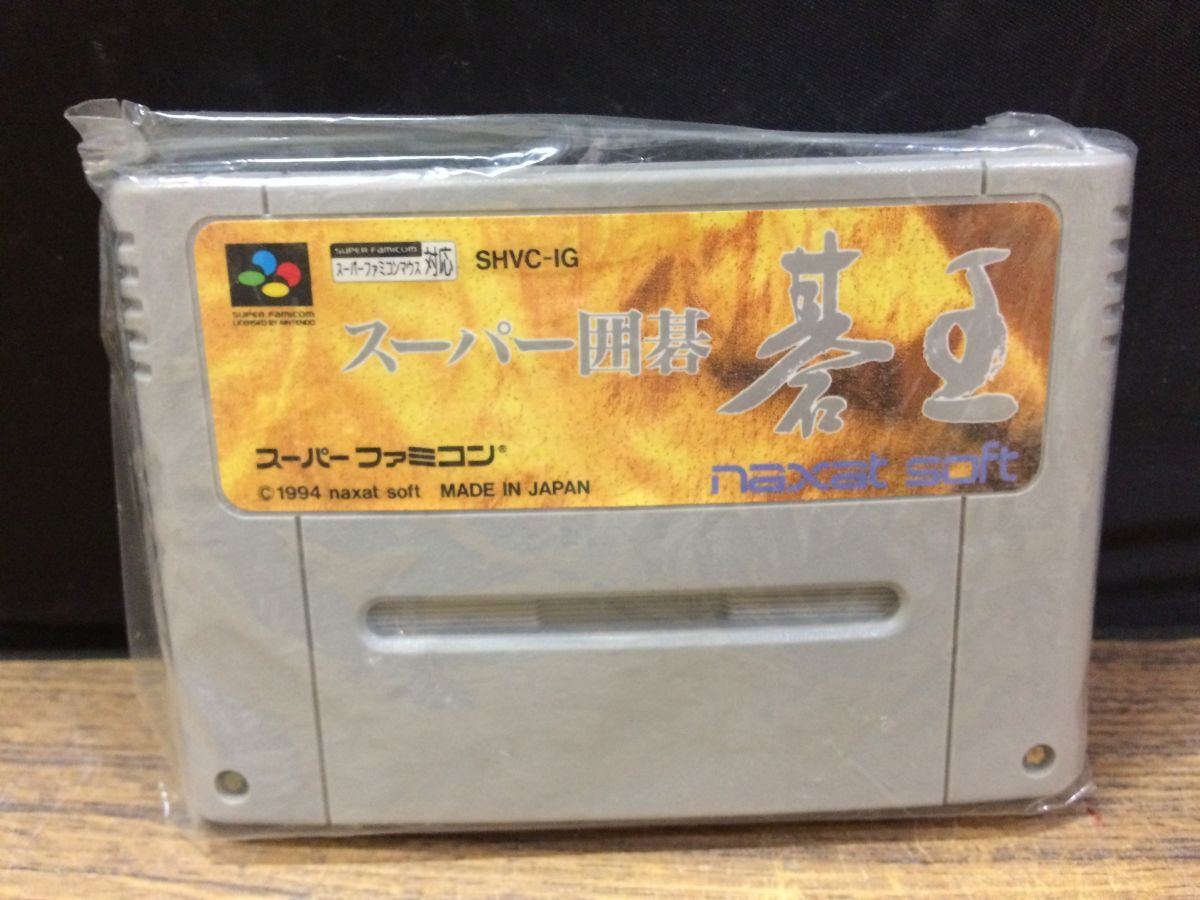 SUPER Famicom
スーパーファミコンマウス 対応
SHVC-IG
SUPER Famicom
LICENSED BY NINTENDO
スーパー囲碁 碁王
スーパーファミコン®
naxat soft
© 1994 naxat soft MADE IN JAPAN